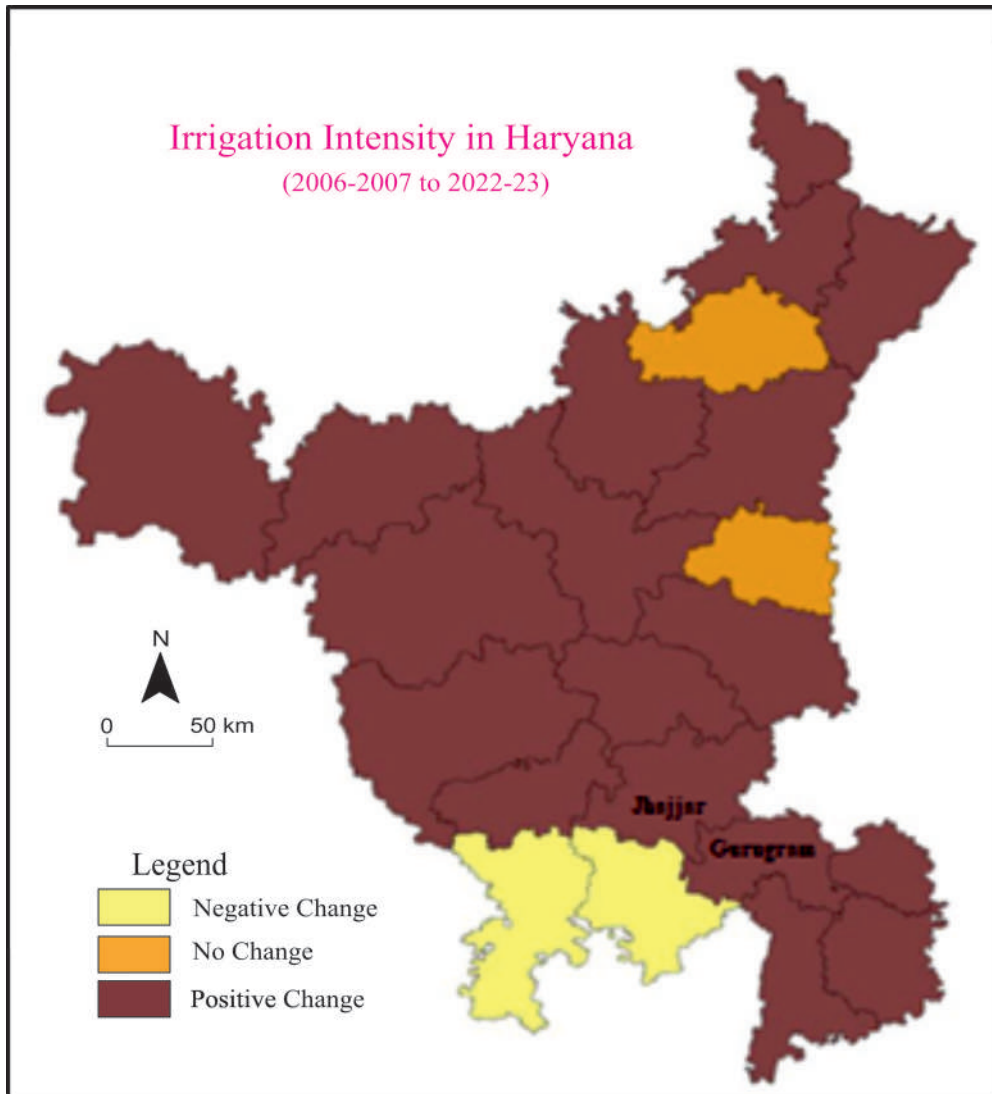 Irrigation Intensity in Haryana
(2006-2007 to 2022-23)
N
0 50 km
Jhajjar
Gurugram
Legend
Negative Change
No Change
Positive Change